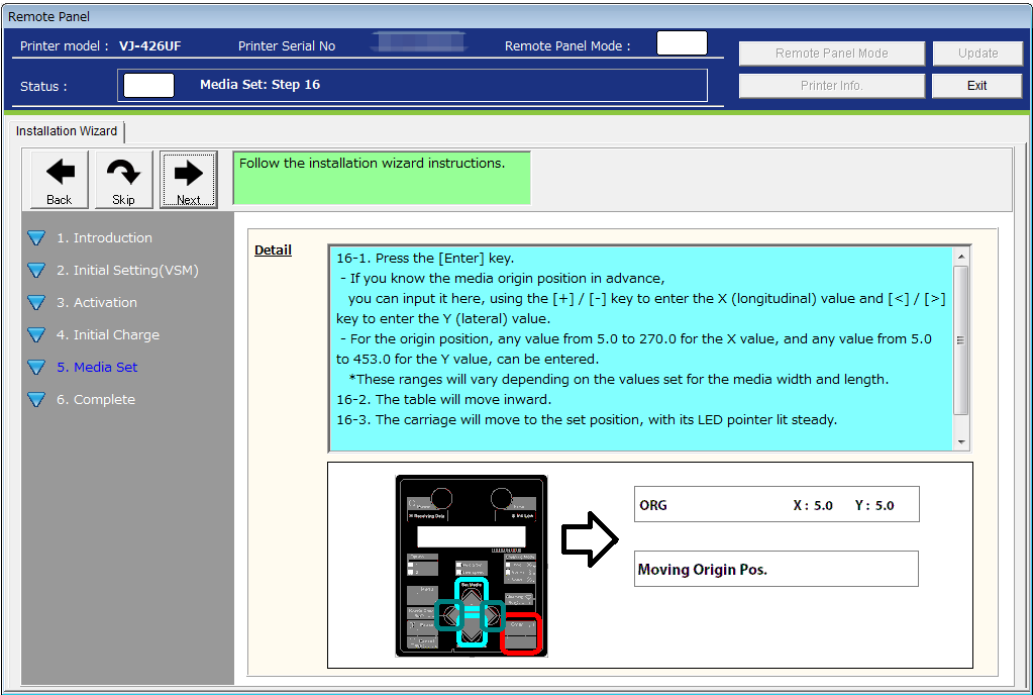 Remote Panel
Printer model : VJ-426UF Printer Serial No Remote Panel Mode :
Remote Panel Mode Update
Status : Media Set: Step 16
Printer Info. Exit
Installation Wizard
Back Skip Next
Follow the installation wizard instructions.
1. Introduction
2. Initial Setting(VSM)
3. Activation
4. Initial Charge
5. Media Set
6. Complete
Detail
16-1. Press the [Enter] key.
- If you know the media origin position in advance,
you can input it here, using the [+] / [-] key to enter the X (longitudinal) value and [<] / [>]
key to enter the Y (lateral) value.
- For the origin position, any value from 5.0 to 270.0 for the X value, and any value from 5.0
to 453.0 for the Y value, can be entered.
*These ranges will vary depending on the values set for the media width and length.
16-2. The table will move inward.
16-3. The carriage will move to the set position, with its LED pointer lit steady.
Receiving Data
Menu
ORG X : 5.0 Y : 5.0
Moving Origin Pos.